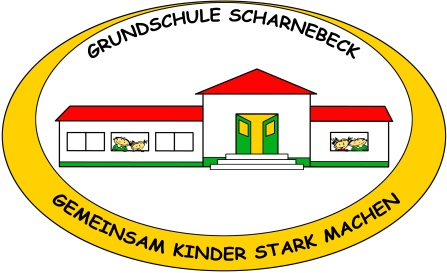 GRUNDSCHULE SCHARNEBECK
GEMEINSAM KINDER STARK MACHEN